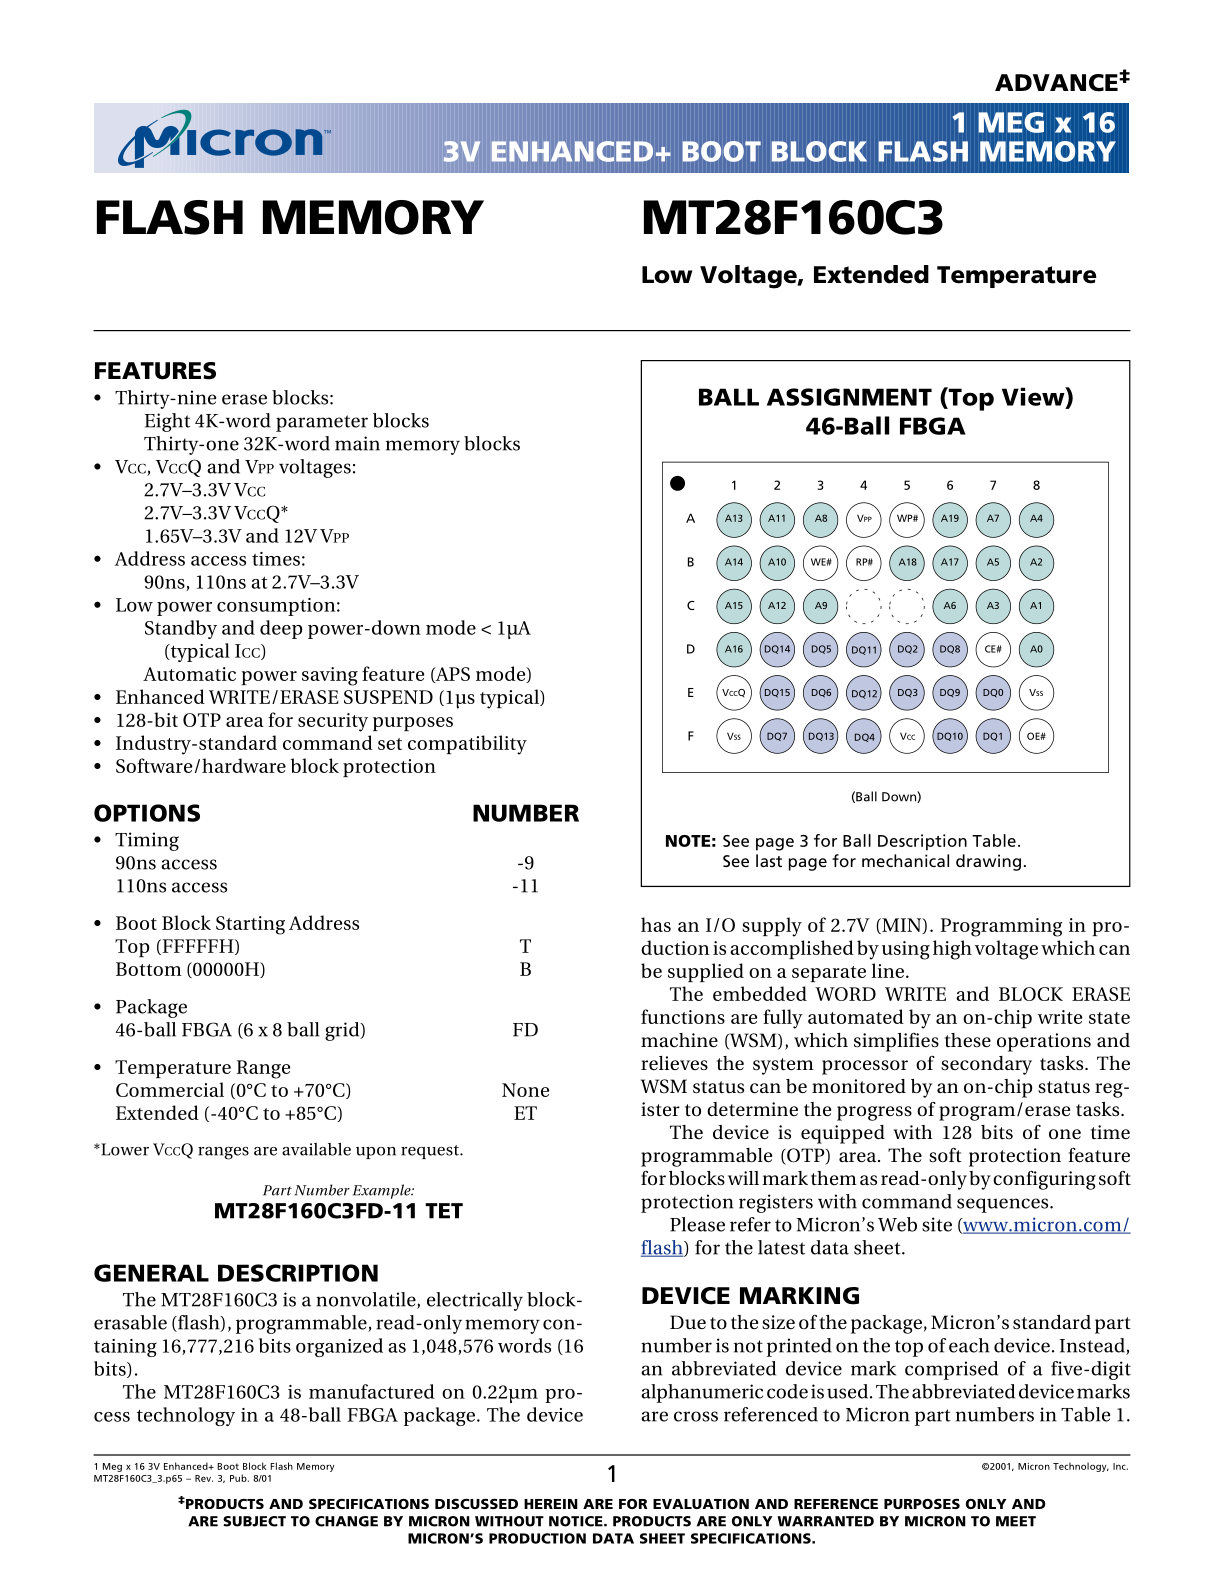 ADVANCE‡
Micron™
1 MEG x 16
3V ENHANCED+ BOOT BLOCK FLASH MEMORY
FLASH MEMORY
MT28F160C3
Low Voltage, Extended Temperature
FEATURES
• Thirty-nine erase blocks:
Eight 4K-word parameter blocks
Thirty-one 32K-word main memory blocks
• VCC, VCCQ and VPP voltages:
2.7V–3.3V VCC
2.7V–3.3V VCCQ*
1.65V–3.3V and 12V VPP
• Address access times:
90ns, 110ns at 2.7V–3.3V
• Low power consumption:
Standby and deep power-down mode < 1µA
(typical ICC)
Automatic power saving feature (APS mode)
• Enhanced WRITE/ERASE SUSPEND (1µs typical)
• 128-bit OTP area for security purposes
• Industry-standard command set compatibility
• Software/hardware block protection
OPTIONS NUMBER
• Timing
90ns access -9
110ns access -11
• Boot Block Starting Address
Top (FFFFFH) T
Bottom (00000H) B
• Package
46-ball FBGA (6 x 8 ball grid) FD
• Temperature Range
Commercial (0°C to +70°C) None
Extended (-40°C to +85°C) ET
*Lower VCCQ ranges are available upon request.
Part Number Example:
MT28F160C3FD-11 TET
GENERAL DESCRIPTION
The MT28F160C3 is a nonvolatile, electrically block-
erasable (flash), programmable, read-only memory con-
taining 16,777,216 bits organized as 1,048,576 words (16
bits).
The MT28F160C3 is manufactured on 0.22µm pro-
cess technology in a 48-ball FBGA package. The device
BALL ASSIGNMENT (Top View)
46-Ball FBGA
1 2 3 4 5 6 7 8
A A13 A11 A8 VPP WP# A19 A7 A4
B A14 A10 WE# RP# A18 A17 A5 A2
C A15 A12 A9 A6 A3 A1
D A16 DQ14 DQ5 DQ11 DQ2 DQ8 CE# A0
E VCCQ DQ15 DQ6 DQ12 DQ3 DQ9 DQ0 VSS
F VSS DQ7 DQ13 DQ4 VCC DQ10 DQ1 OE#
(Ball Down)
NOTE: See page 3 for Ball Description Table.
See last page for mechanical drawing.
has an I/O supply of 2.7V (MIN). Programming in pro-
duction is accomplished by using high voltage which can
be supplied on a separate line.
The embedded WORD WRITE and BLOCK ERASE
functions are fully automated by an on-chip write state
machine (WSM), which simplifies these operations and
relieves the system processor of secondary tasks. The
WSM status can be monitored by an on-chip status reg-
ister to determine the progress of program/erase tasks.
The device is equipped with 128 bits of one time
programmable (OTP) area. The soft protection feature
for blocks will mark them as read-only by configuring soft
protection registers with command sequences.
Please refer to Micron's Web site (www.micron.com/
flash) for the latest data sheet.
DEVICE MARKING
Due to the size of the package, Micron's standard part
number is not printed on the top of each device. Instead,
an abbreviated device mark comprised of a five-digit
alphanumeric code is used. The abbreviated device marks
are cross referenced to Micron part numbers in Table 1.
1 Meg x 16 3V Enhanced+ Boot Block Flash Memory
MT28F160C3_3.p65 – Rev. 3, Pub. 8/01
1
©2001, Micron Technology, Inc.
‡PRODUCTS AND SPECIFICATIONS DISCUSSED HEREIN ARE FOR EVALUATION AND REFERENCE PURPOSES ONLY AND
ARE SUBJECT TO CHANGE BY MICRON WITHOUT NOTICE. PRODUCTS ARE ONLY WARRANTED BY MICRON TO MEET
MICRON'S PRODUCTION DATA SHEET SPECIFICATIONS.